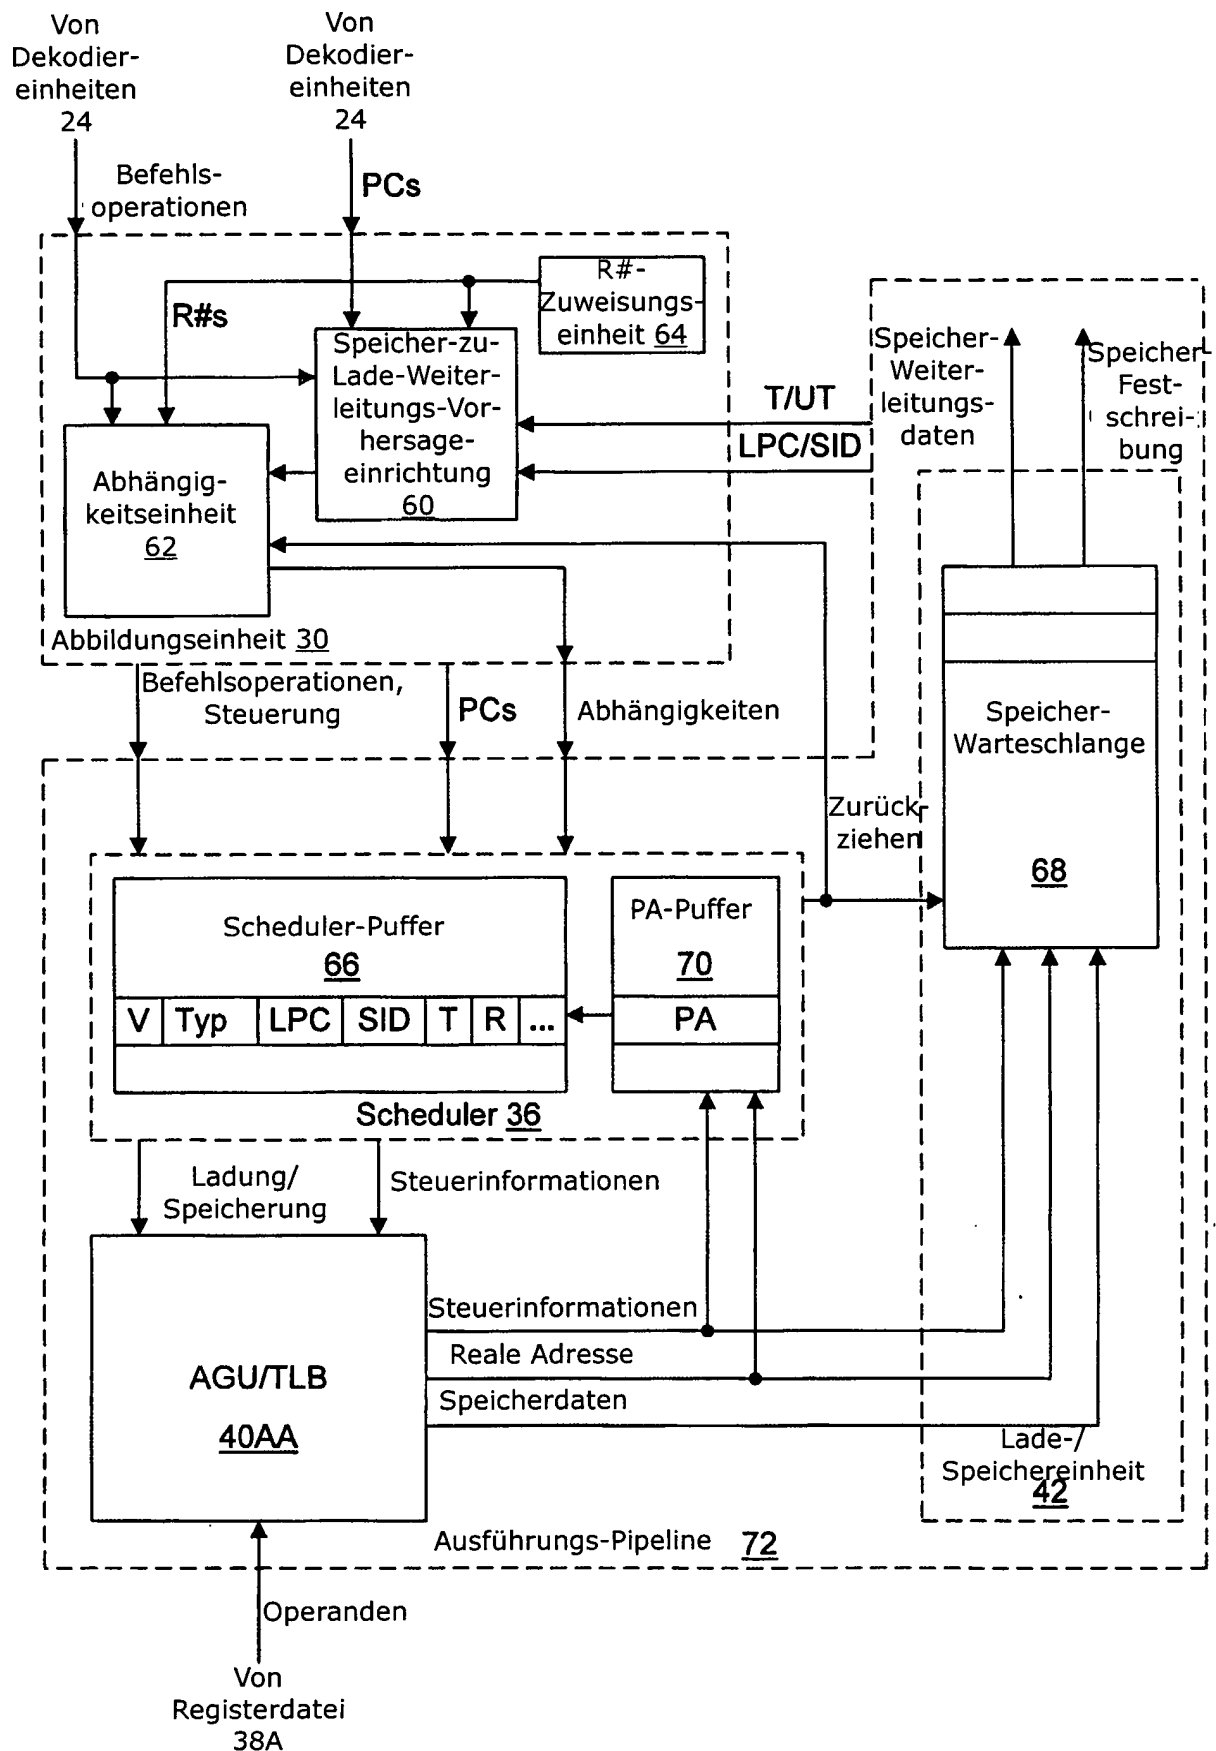 Von
Dekodier-
einheiten
24
Von
Dekodier-
einheiten
24
Befehls-
operationen
PCs
R#s
R#-
Zuweisungs-
einheit 64
Speicher-zu-
Lade-Weiter-
leitungs-Vor-
hersage-
einrichtung
60
Abhängig-
keitseinheit
62
Abbildungseinheit 30
T/UT
LPC/SID
Speicher-
Weiter-
leitungs-
daten
Speicher-
Fest-
schrei-
bung
Befehlsoperationen,
Steuerung
PCs
Abhängigkeiten
Speicher-
Warteschlange
68
Zurück-
ziehen
Scheduler-Puffer
66
V Typ LPC SID T R ...
PA-Puffer
70
PA
Scheduler 36
Ladung/
Speicherung
Steuerinformationen
AGU/TLB
40AA
Steuerinformationen
Reale Adresse
Speicherdaten
Lade-/
Speichereinheit
42
Ausführungs-Pipeline 72
Operanden
Von
Registerdatei
38A